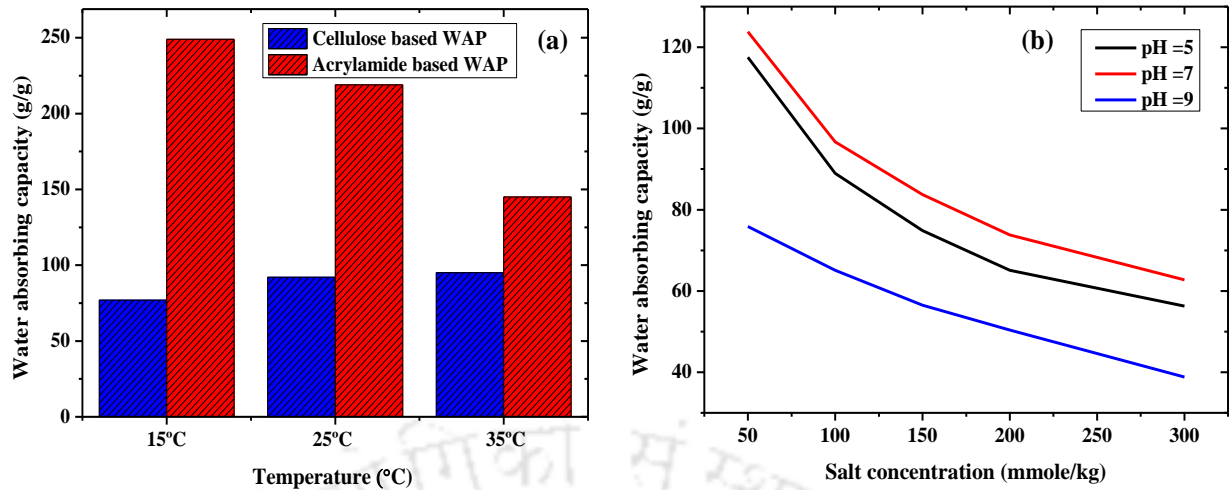 (a)
Cellulose based WAP
Acrylamide based WAP
Water absorbing capacity (g/g)
250
200
150
100
50
0
15ºC
25ºC
35ºC
Temperature (°C)
(b)
pH =5
pH =7
pH =9
Water absorbing capacity (g/g)
120
100
80
60
40
50
100
150
200
250
300
Salt concentration (mmole/kg)